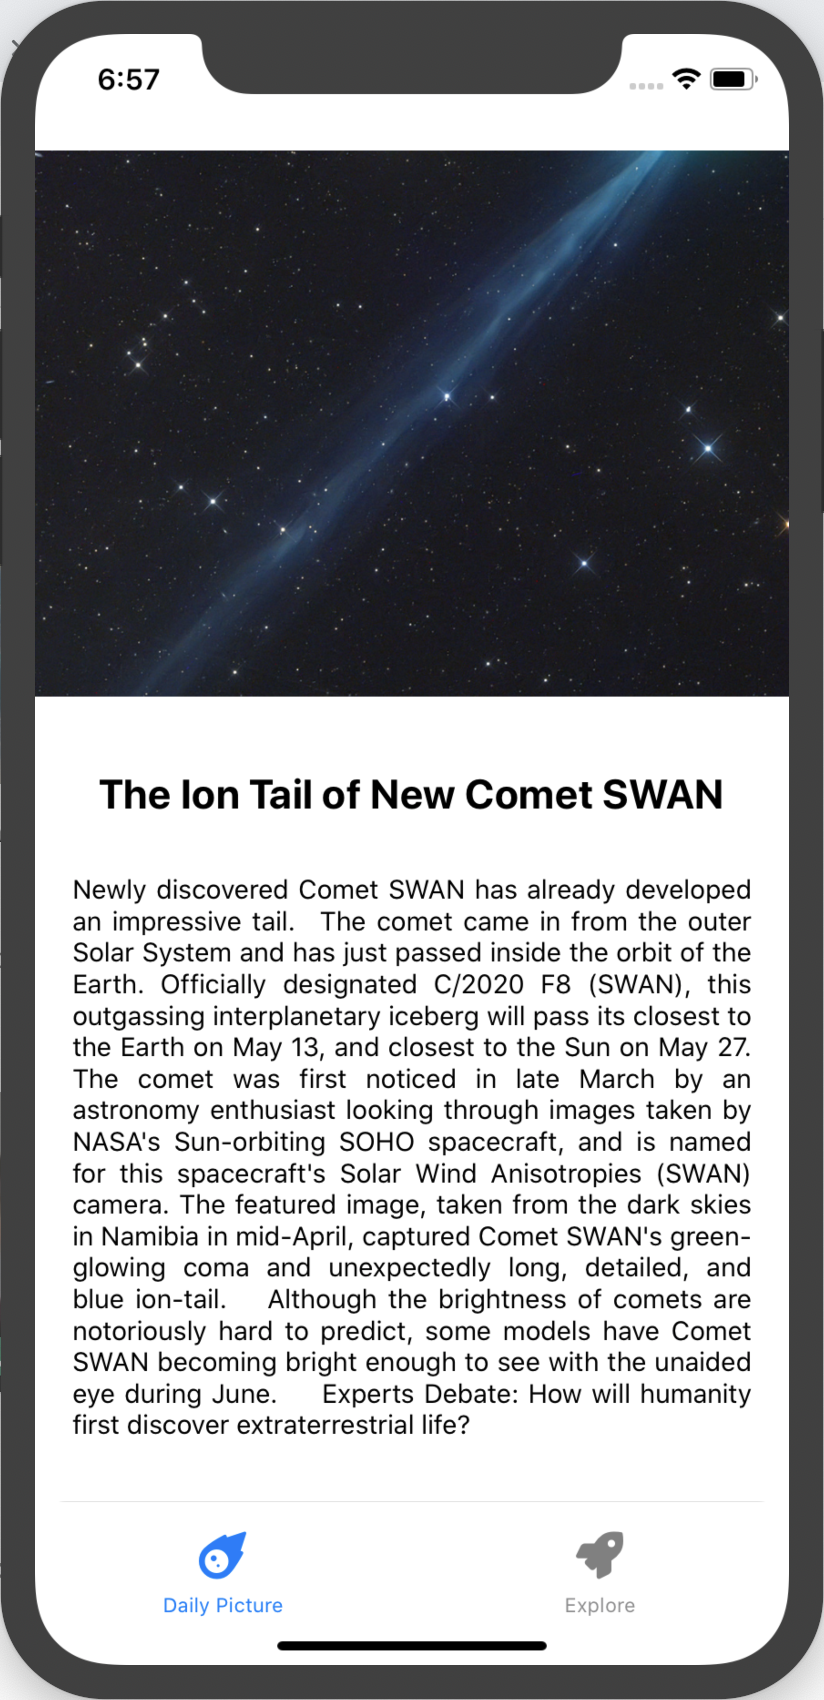 6:57
The Ion Tail of New Comet SWAN
Newly discovered Comet SWAN has already developed
an impressive tail.  The comet came in from the outer
Solar System and has just passed inside the orbit of the
Earth. Officially designated C/2020 F8 (SWAN), this
outgassing interplanetary iceberg will pass its closest to
the Earth on May 13, and closest to the Sun on May 27.
The comet was first noticed in late March by an
astronomy enthusiast looking through images taken by
NASA's Sun-orbiting SOHO spacecraft, and is named
for this spacecraft's Solar Wind Anisotropies (SWAN)
camera. The featured image, taken from the dark skies
in Namibia in mid-April, captured Comet SWAN's green-
glowing coma and unexpectedly long, detailed, and
blue ion-tail.   Although the brightness of comets are
notoriously hard to predict, some models have Comet
SWAN becoming bright enough to see with the unaided
eye during June.   Experts Debate: How will humanity
first discover extraterrestrial life?
Daily Picture
Explore